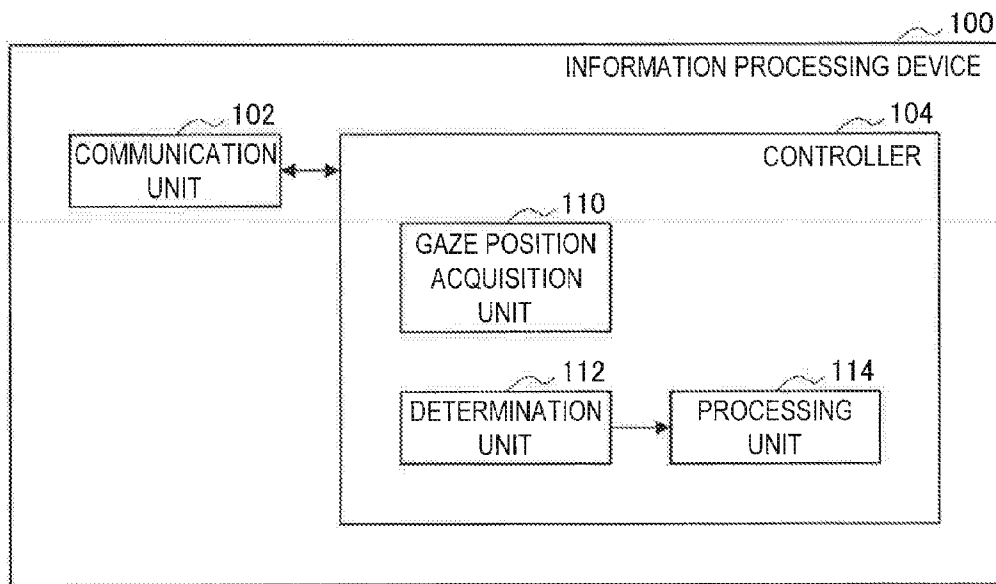 100
INFORMATION PROCESSING DEVICE
102
COMMUNICATION
UNIT
104
CONTROLLER
110
GAZE POSITION
ACQUISITION
UNIT
112
DETERMINATION
UNIT
114
PROCESSING
UNIT